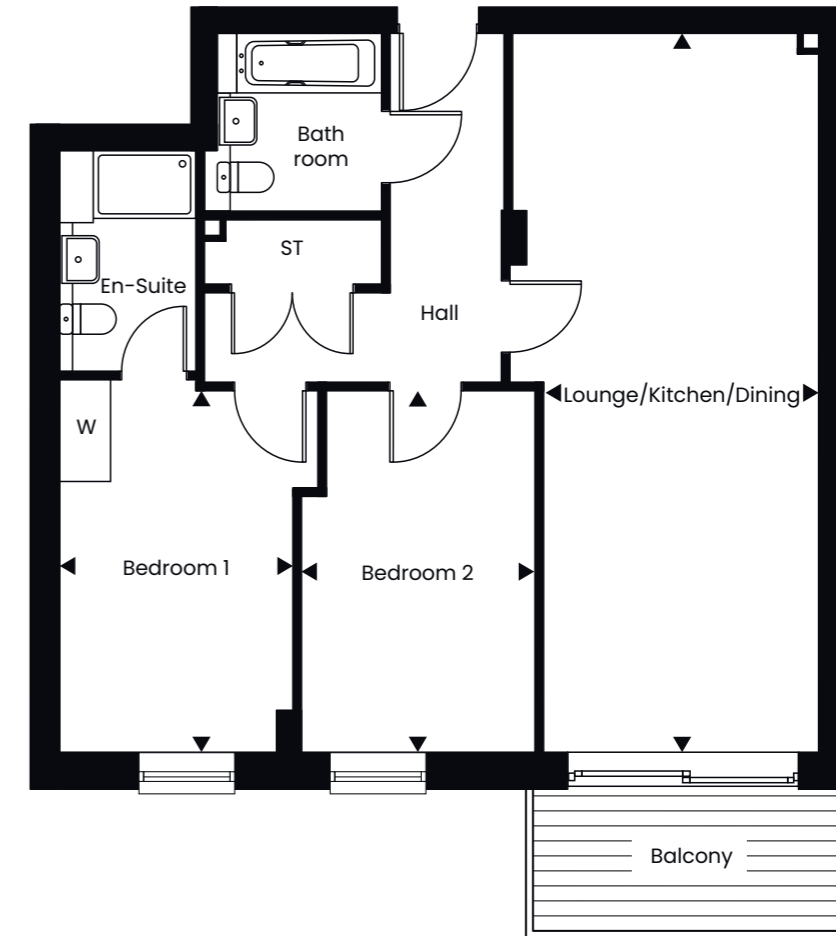 Bath
room
ST
En-Suite
Hall
Lounge/Kitchen/Dining
W
Bedroom 1
Bedroom 2
Balcony